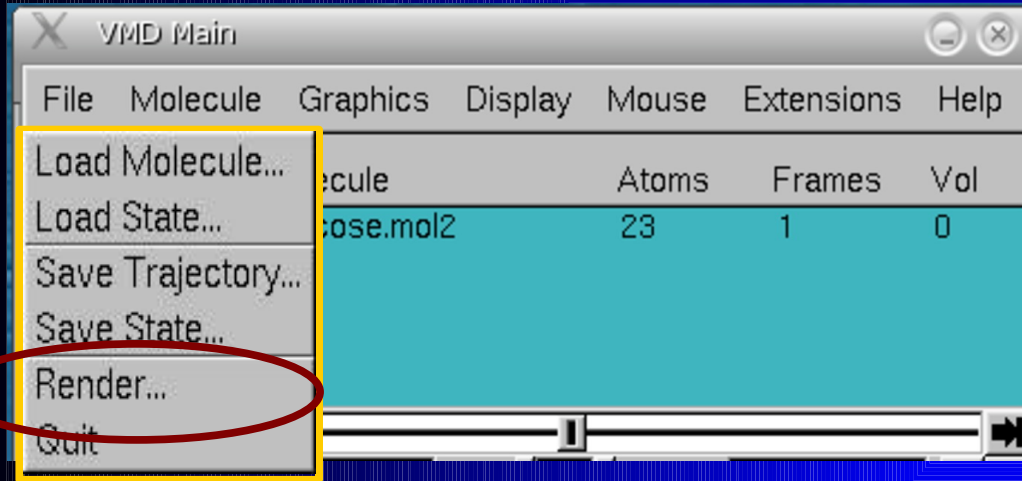 VMD Main
File Molecule Graphics Display Mouse Extensions Help
Load Molecule...
Load State...
Save Trajectory...
Save State...
Render...
Quit
ecule Atoms Frames Vol
cose.mol2 23 1 0